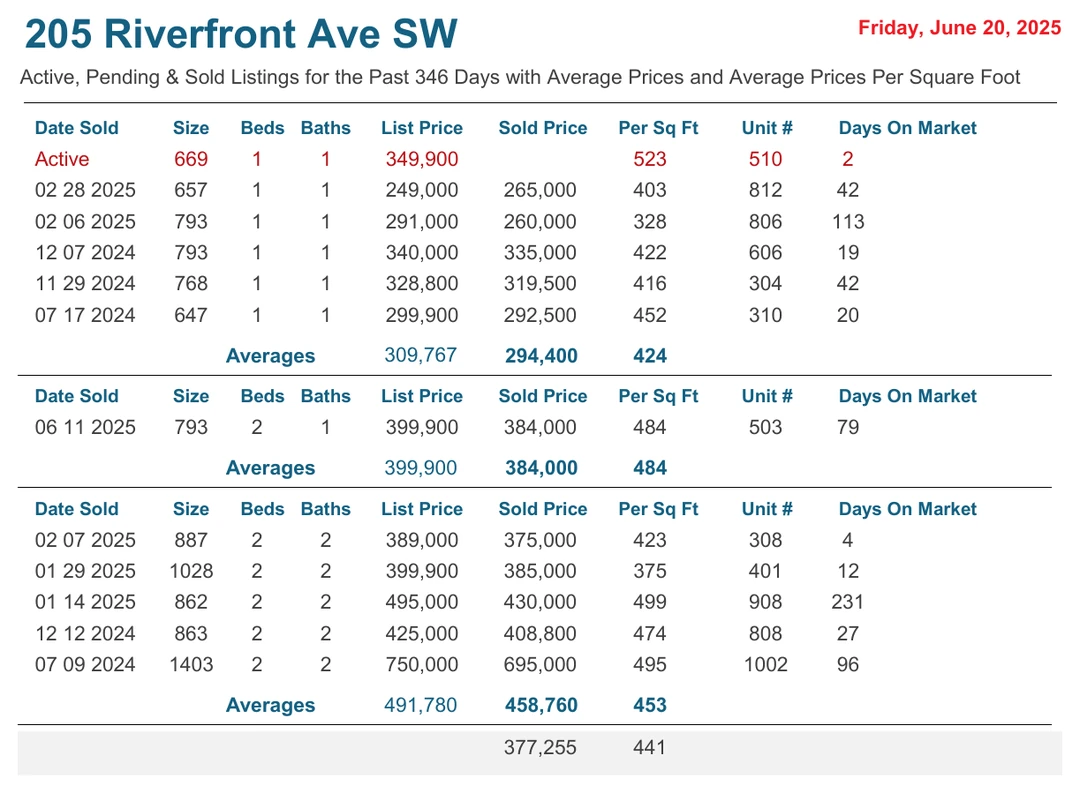 205 Riverfront Ave SW
Friday, June 20, 2025
Active, Pending & Sold Listings for the Past 346 Days with Average Prices and Average Prices Per Square Foot
Date Sold Size Beds Baths List Price Sold Price Per Sq Ft Unit # Days On Market
Active 669 1 1 349,900 523 510 2
02 28 2025 657 1 1 249,000 265,000 403 812 42
02 06 2025 793 1 1 291,000 260,000 328 806 113
12 07 2024 793 1 1 340,000 335,000 422 606 19
11 29 2024 768 1 1 328,800 319,500 416 304 42
07 17 2024 647 1 1 299,900 292,500 452 310 20
Averages 309,767 294,400 424
Date Sold Size Beds Baths List Price Sold Price Per Sq Ft Unit # Days On Market
06 11 2025 793 2 1 399,900 384,000 484 503 79
Averages 399,900 384,000 484
Date Sold Size Beds Baths List Price Sold Price Per Sq Ft Unit # Days On Market
02 07 2025 887 2 2 389,000 375,000 423 308 4
01 29 2025 1028 2 2 399,900 385,000 375 401 12
01 14 2025 862 2 2 495,000 430,000 499 908 231
12 12 2024 863 2 2 425,000 408,800 474 808 27
07 09 2024 1403 2 2 750,000 695,000 495 1002 96
Averages 491,780 458,760 453
377,255 441